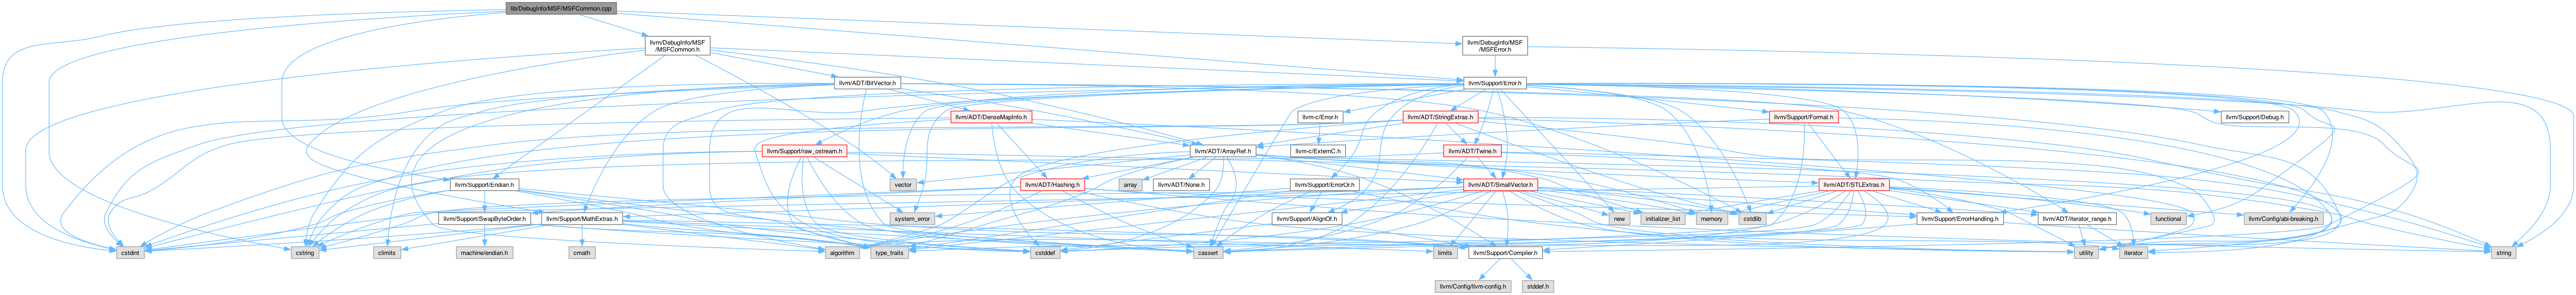 lib/DebugInfo/MSF/MSFCommon.cpp
llvm/DebugInfo/MSF
/MSFCommon.h
llvm/DebugInfo/MSF
/MSFError.h
llvm/ADT/BitVector.h
llvm/Support/Error.h
llvm/ADT/DenseMapInfo.h
llvm-c/Error.h
llvm/ADT/StringExtras.h
llvm/Support/Format.h
llvm/Support/Debug.h
llvm/Support/raw_ostream.h
llvm/ADT/ArrayRef.h
llvm-c/ExternC.h
llvm/ADT/Twine.h
llvm/Support/Endian.h
vector
array
llvm/ADT/None.h
llvm/ADT/Hashing.h
llvm/Support/ErrorOr.h
llvm/ADT/SmallVector.h
llvm/ADT/STLExtras.h
llvm/Support/SwapByteOrder.h
llvm/Support/MathExtras.h
system_error
llvm/Support/AlignOf.h
new
initializer_list
memory
cstdlib
llvm/Support/ErrorHandling.h
llvm/ADT/iterator_range.h
functional
llvm/Config/abi-breaking.h
cstdint
cstring
climits
machine/endian.h
cmath
algorithm
type_traits
cstddef
cassert
limits
llvm/Support/Compiler.h
utility
iterator
string
llvm/Config/llvm-config.h
stddef.h